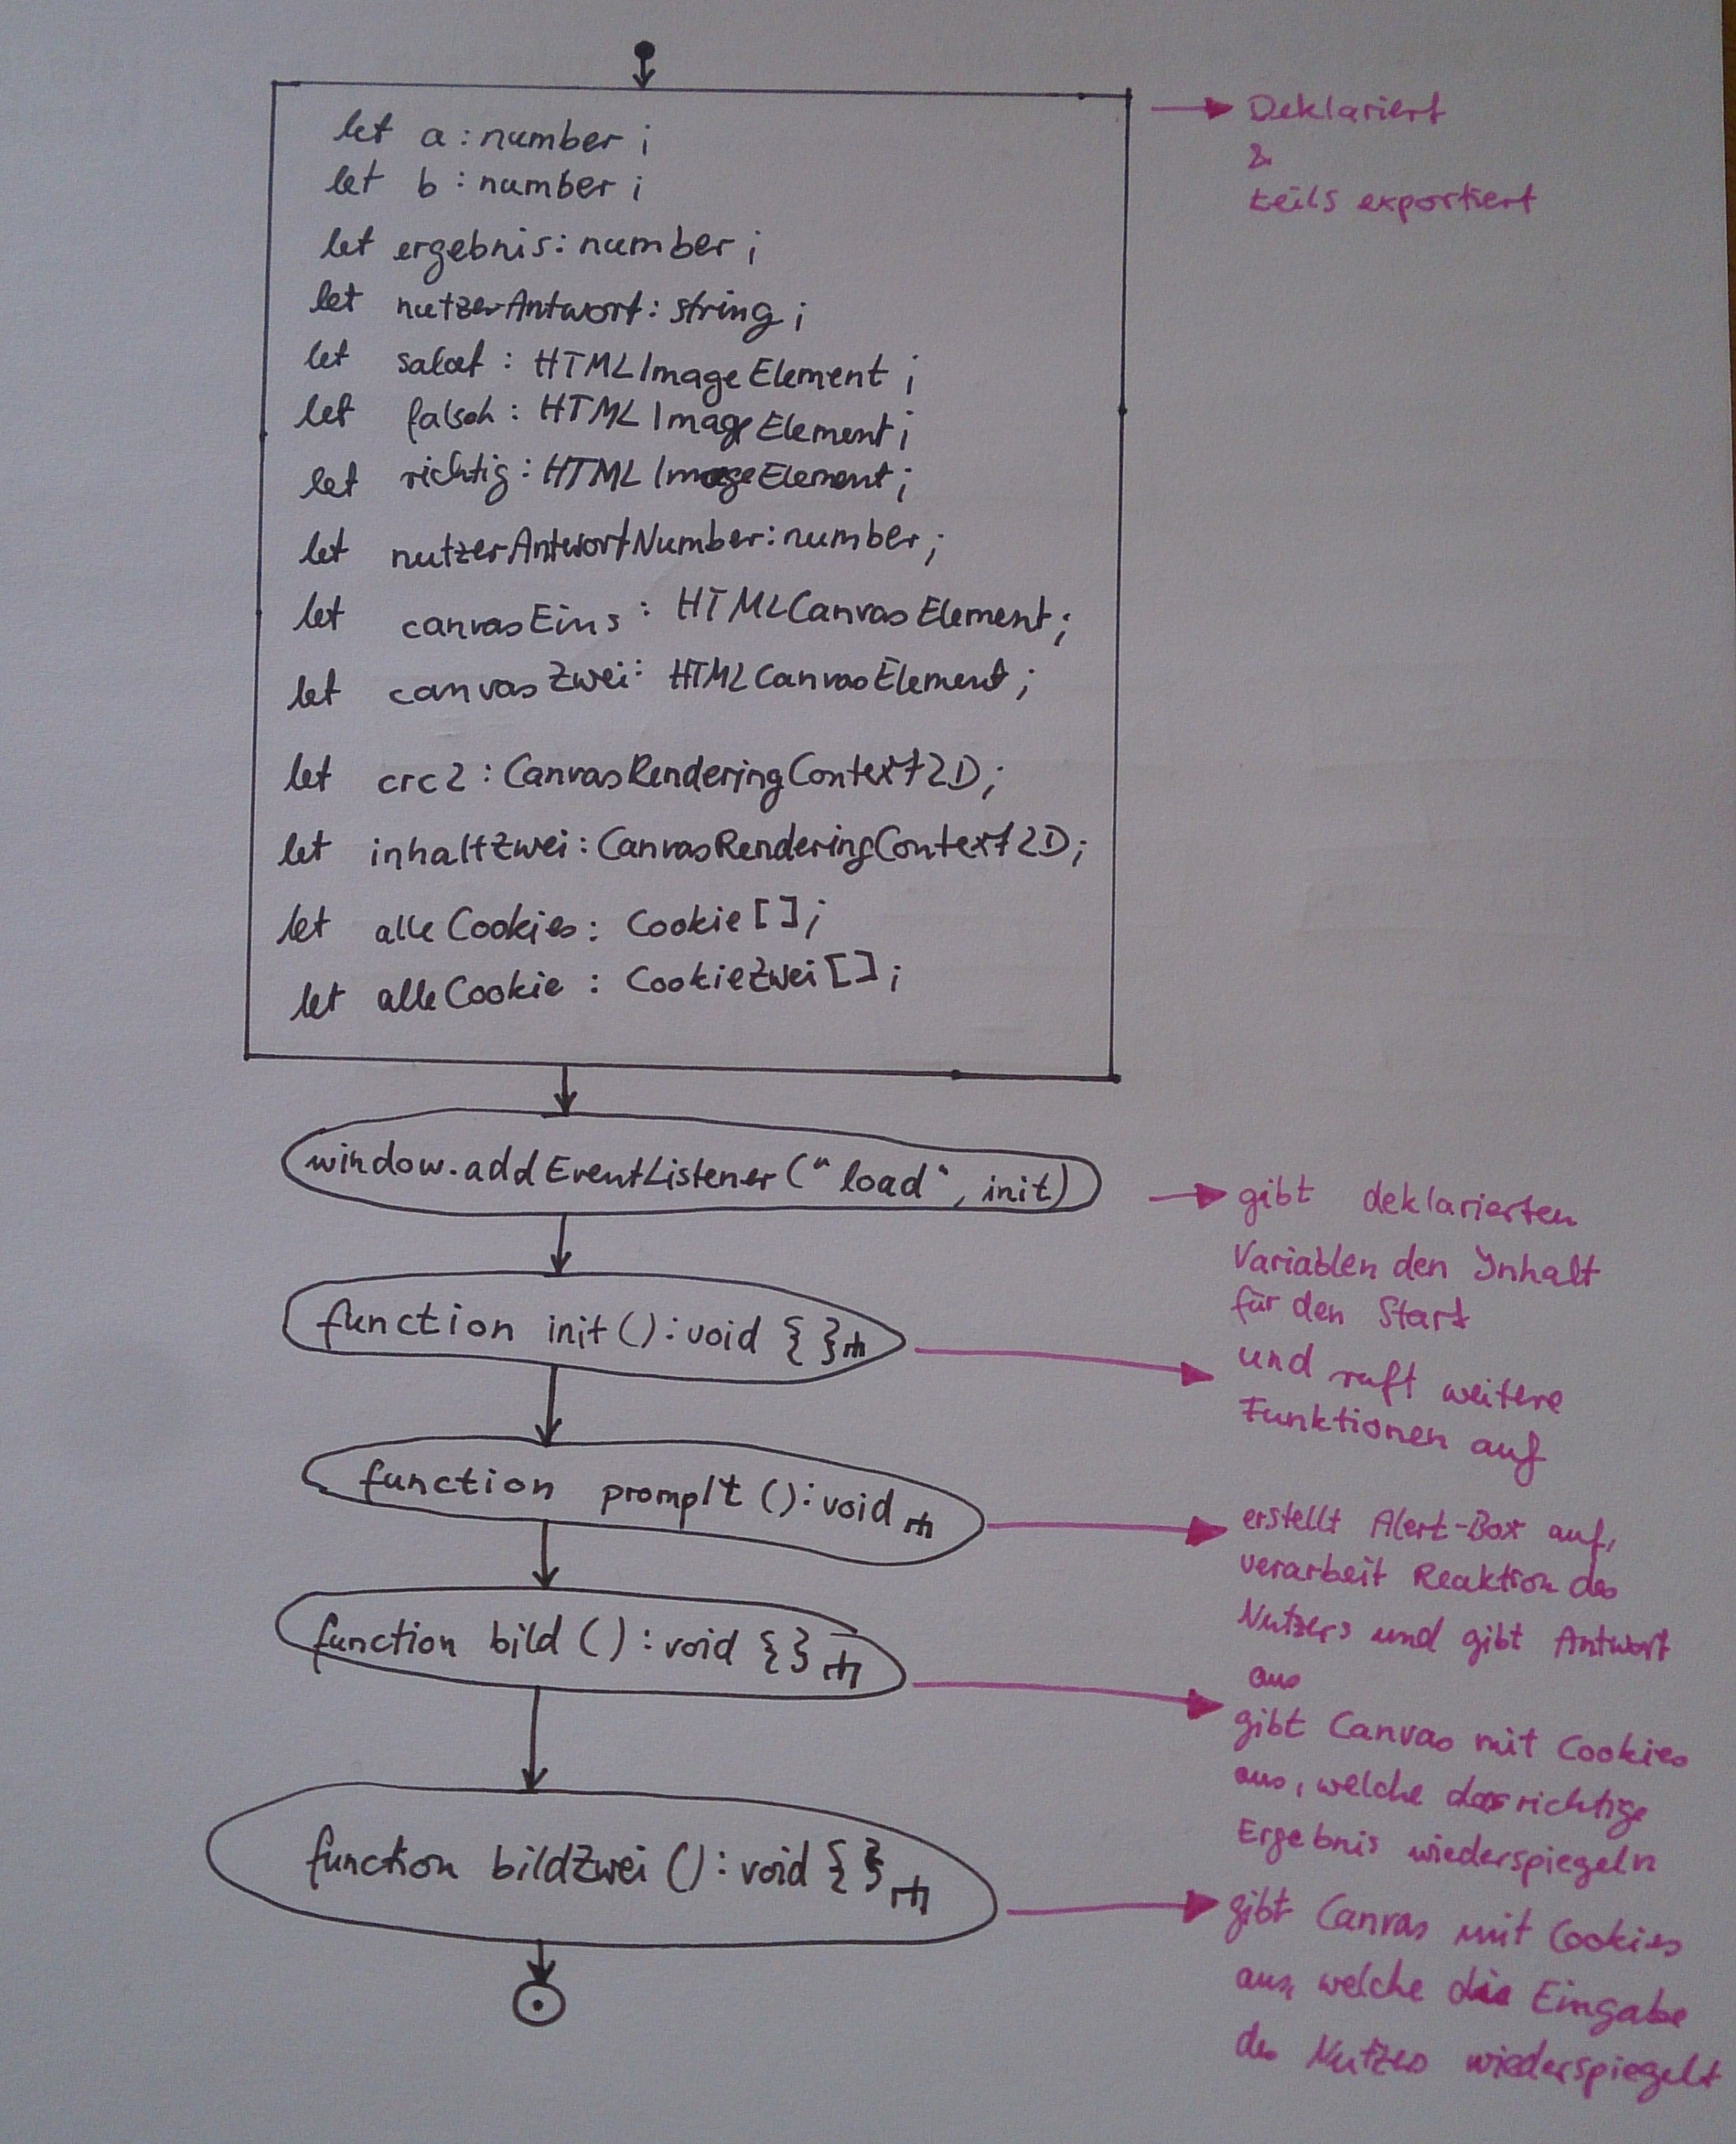 let a : number ;
let b : number ;
let ergebnis : number ;
let nutzerAntwort : string ;
let salat : HTMLImageElement ;
let falsch : HTMLImageElement ;
let richtig : HTMLImageElement ;
let nutzerAntwortNumber : number ;
let canvasEins : HTMLCanvasElement ;
let canvasZwei : HTMLCanvasElement ;
let crc2 : CanvasRenderingContext2D ;
let inhaltZwei : CanvasRenderingContext2D ;
let alleCookies : Cookie [ ] ;
let alleCookie : CookieZwei [ ] ;
Deklariert
&
teils exportiert
window.addEventListener ("load", init)
function init () : void { }
gibt deklarierten
Variablen den Inhalt
für den Start
und ruft weitere
Funktionen auf
function promplt () : void
erstellt Alert-Box auf,
verarbeit Reaktion des
Nutzers und gibt Antwort
aus
function bild () : void { }
gibt Canvas mit Cookies
aus, welche das richtige
Ergebnis wiederspiegeln
function bildZwei () : void { }
gibt Canvas mit Cookies
aus, welche die Eingabe
des Nutzes wiederspiegelt